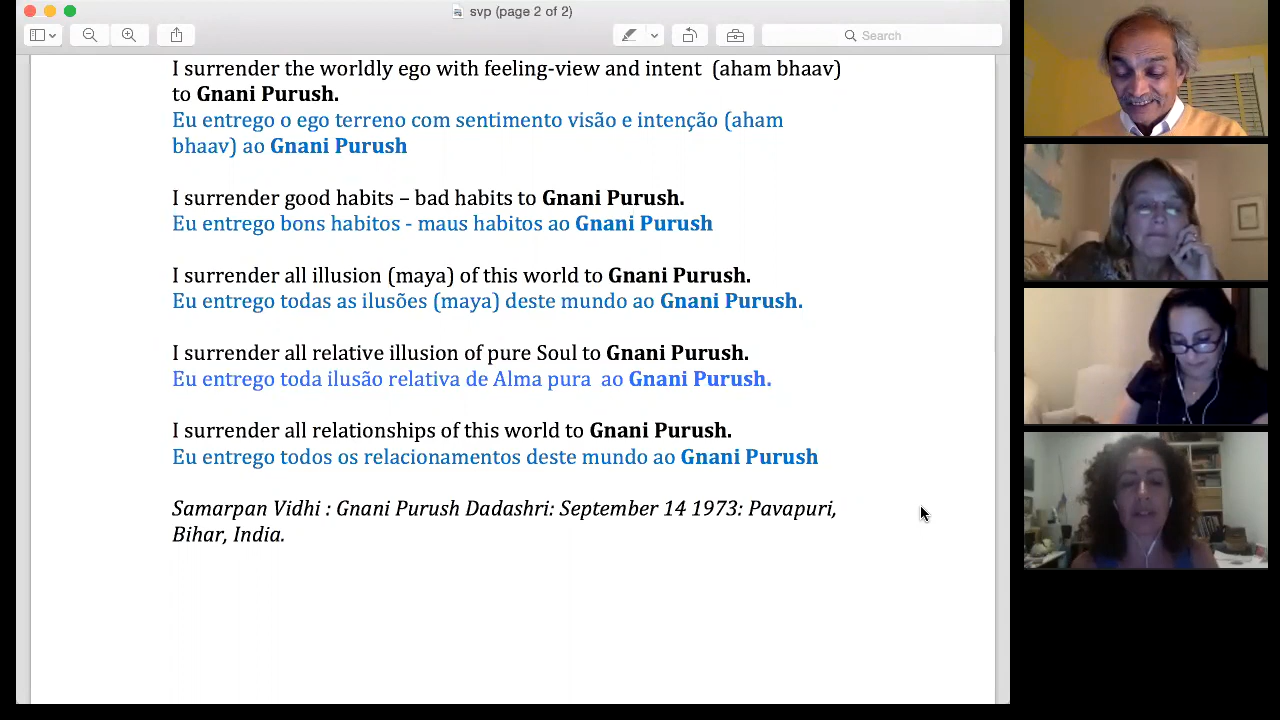 svp (page 2 of 2)
Search
I surrender the worldly ego with feeling-view and intent (aham bhaav)
to Gnani Purush.
Eu entrego o ego terreno com sentimento visão e intenção (aham
bhaav) ao Gnani Purush
I surrender good habits – bad habits to Gnani Purush.
Eu entrego bons habitos - maus habitos ao Gnani Purush
I surrender all illusion (maya) of this world to Gnani Purush.
Eu entrego todas as ilusões (maya) deste mundo ao Gnani Purush.
I surrender all relative illusion of pure Soul to Gnani Purush.
Eu entrego toda ilusão relativa de Alma pura ao Gnani Purush.
I surrender all relationships of this world to Gnani Purush.
Eu entrego todos os relacionamentos deste mundo ao Gnani Purush
Samarpan Vidhi : Gnani Purush Dadashri: September 14 1973: Pavapuri,
Bihar, India.